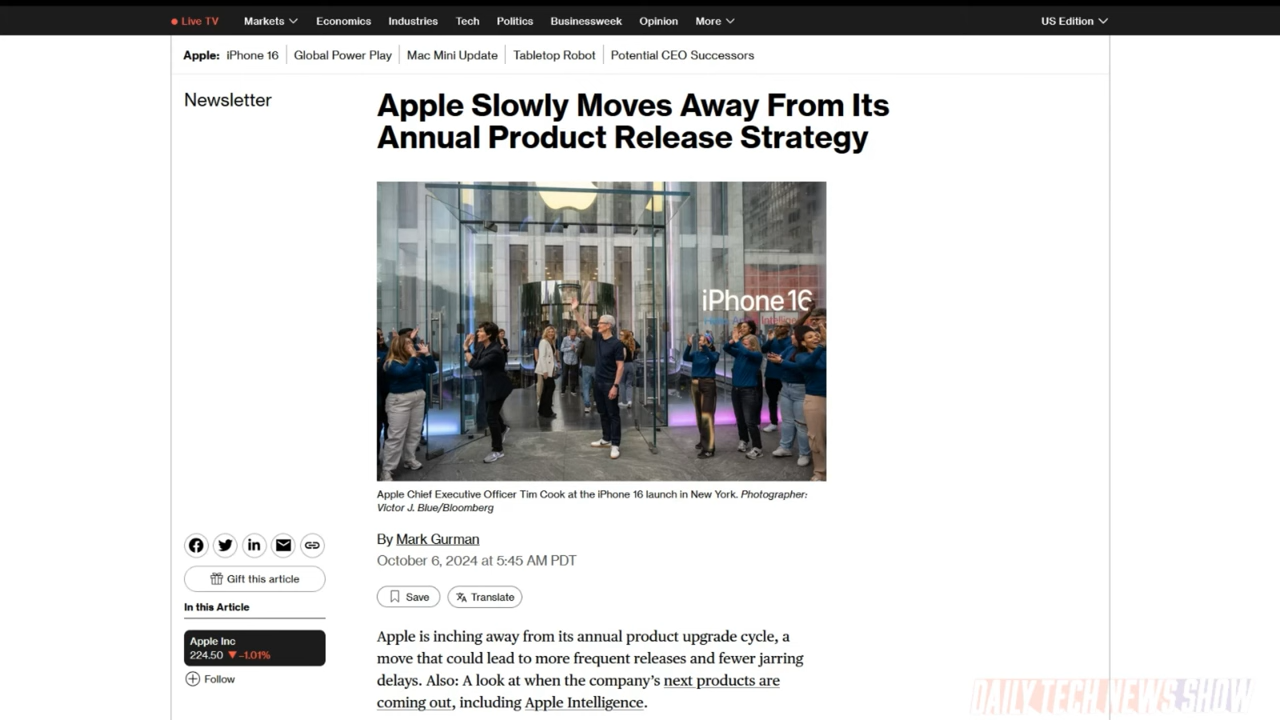 Live TV Markets Economics Industries Tech Politics Businessweek Opinion More US Edition
Apple: iPhone 16 Global Power Play Mac Mini Update Tabletop Robot Potential CEO Successors
Newsletter
Apple Slowly Moves Away From Its
Annual Product Release Strategy
iPhone 16
Apple Chief Executive Officer Tim Cook at the iPhone 16 launch in New York. Photographer:
Victor J. Blue/Bloomberg
By Mark Gurman
October 6, 2024 at 5:45 AM PDT
Gift this article
Save Translate
In this Article
Apple Inc
224.50 ▼ -1.01%
Follow
Apple is inching away from its annual product upgrade cycle, a
move that could lead to more frequent releases and fewer jarring
delays. Also: A look at when the company’s next products are
coming out, including Apple Intelligence.
DAILY TECH NEWS SHOW